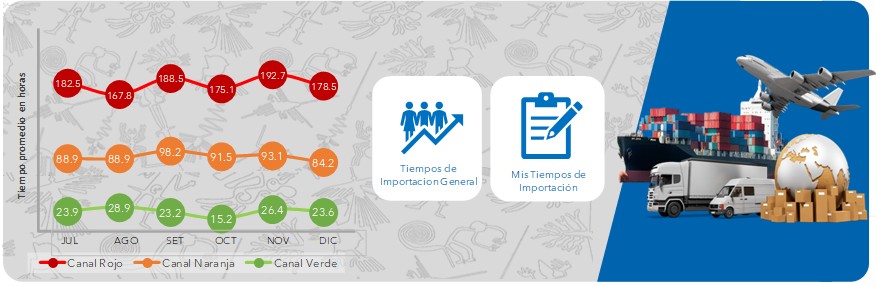 Tiempo promedio en horas
182.5
167.8
188.5
175.1
192.7
178.5
88.9
88.9
98.2
91.5
93.1
84.2
23.9
28.9
23.2
15.2
26.4
23.6
JUL AGO SET OCT NOV DIC
Canal Rojo Canal Naranja Canal Verde
Tiempos de
Importacion General
Mis Tiempos de
Importación